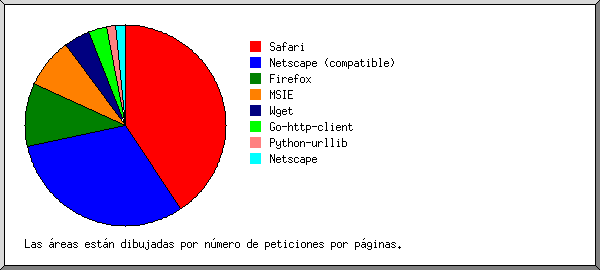 Safari
Netscape (compatible)
Firefox
MSIE
Wget
Go-http-client
Python-urllib
Netscape
Las áreas están dibujadas por número de peticiones por páginas.